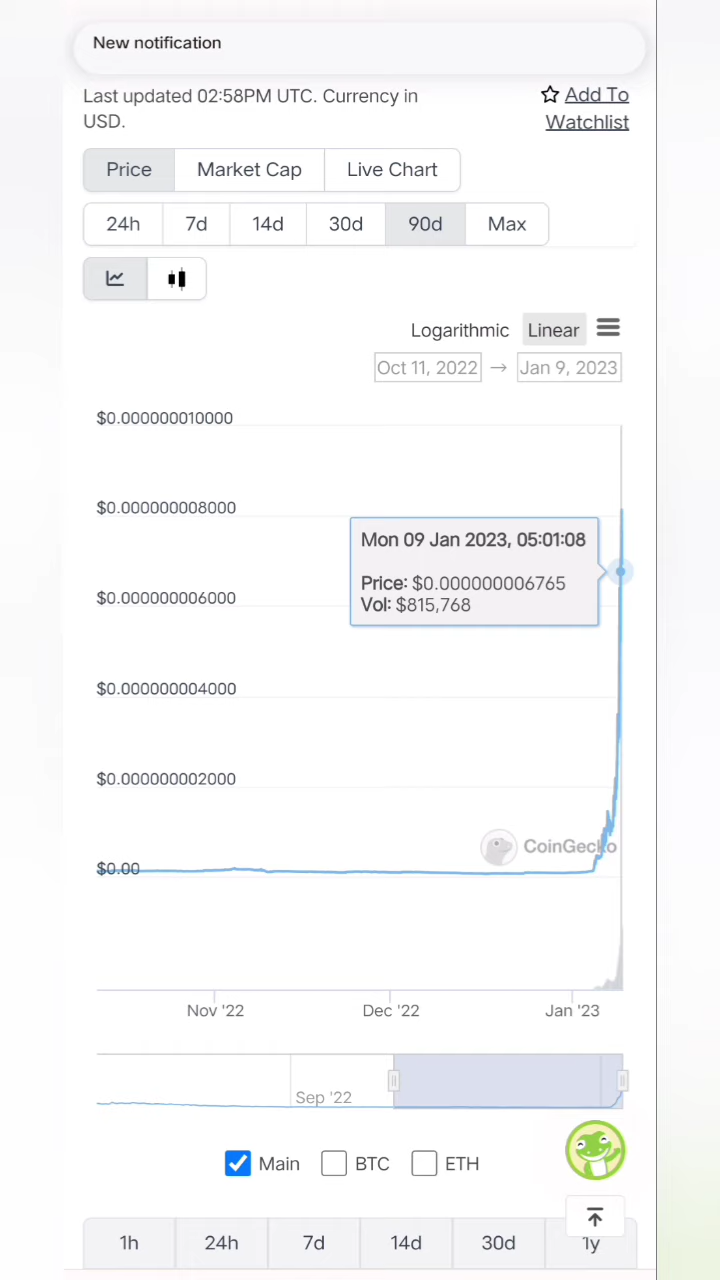 New notification
Last updated 02:58PM UTC. Currency in
USD.
Add To
Watchlist
Price Market Cap Live Chart
24h 7d 14d 30d 90d Max
Logarithmic Linear
Oct 11, 2022 → Jan 9, 2023
$0.000000010000
$0.000000008000
Mon 09 Jan 2023, 05:01:08
Price: $0.000000006765
Vol: $815,768
$0.000000006000
$0.000000004000
$0.000000002000
CoinGecko
$0.00
Nov '22 Dec '22 Jan '23
Sep '22
Main BTC ETH
1h 24h 7d 14d 30d 1y